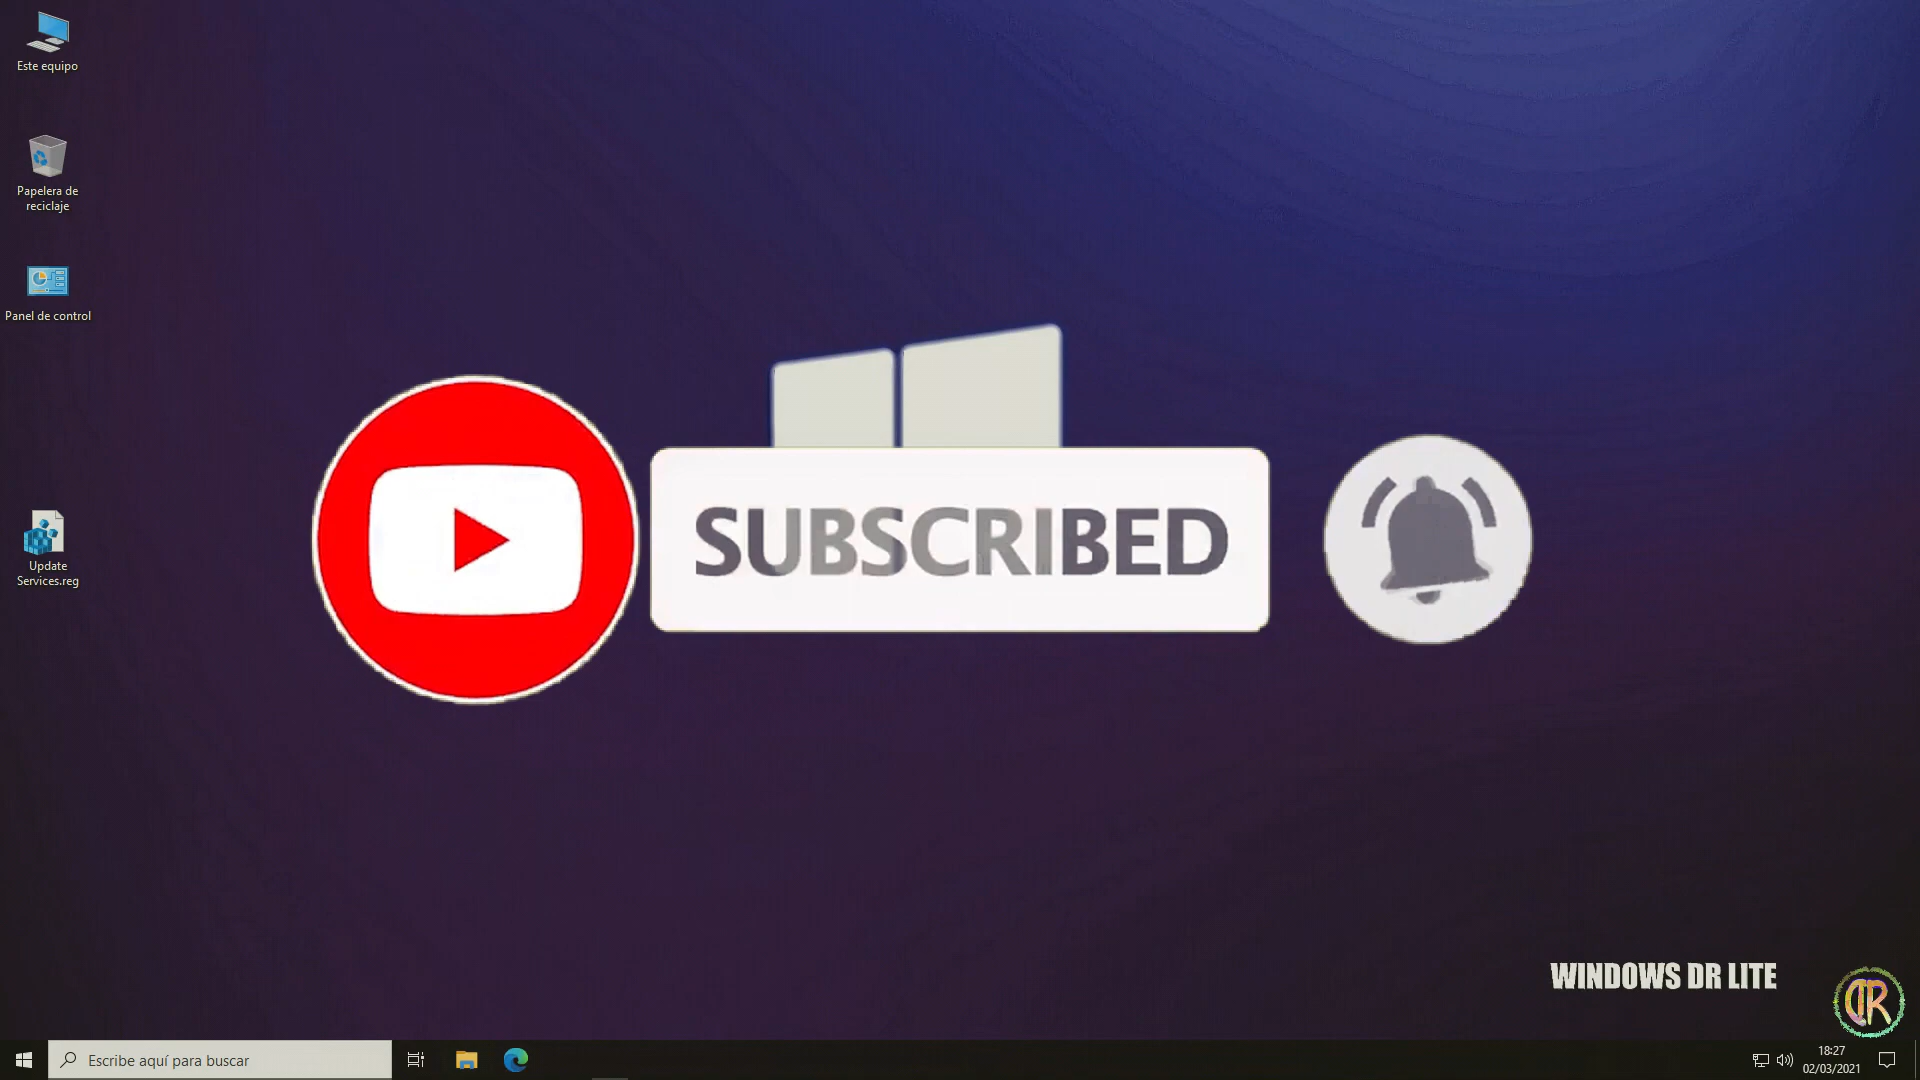 Este equipo
Papelera de
reciclaje
Panel de control
Update
Services.reg
SUBSCRIBED
WINDOWS DR LITE
DR
Escribe aquí para buscar
18:27
02/03/2021